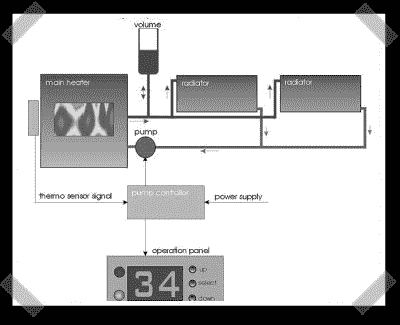 volume
main heater
radiator
radiator
pump
pump controller
thermo sensor signal
power supply
operation panel
34
up
select
down